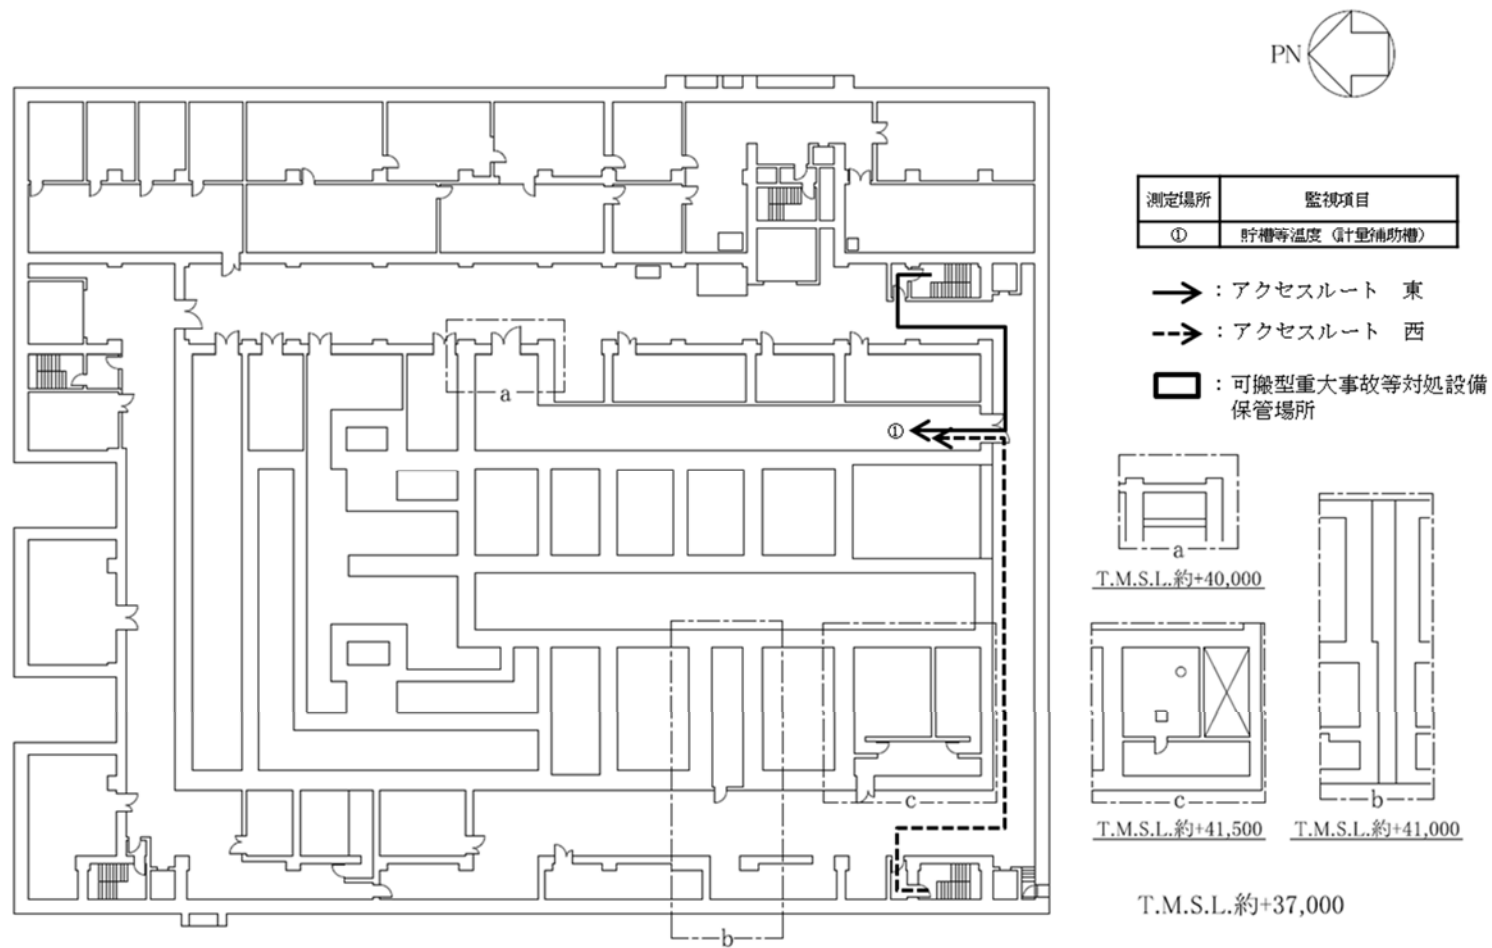 PN
測定場所 監視項目
① 貯槽等温度（計量補助槽）
：アクセスルート　東
：アクセスルート　西
：可搬型重大事故等対処設備
保管場所
a
①
a
T.M.S.L.約+40,000
c
c
b
T.M.S.L.約+41,500
T.M.S.L.約+41,000
T.M.S.L.約+37,000
b